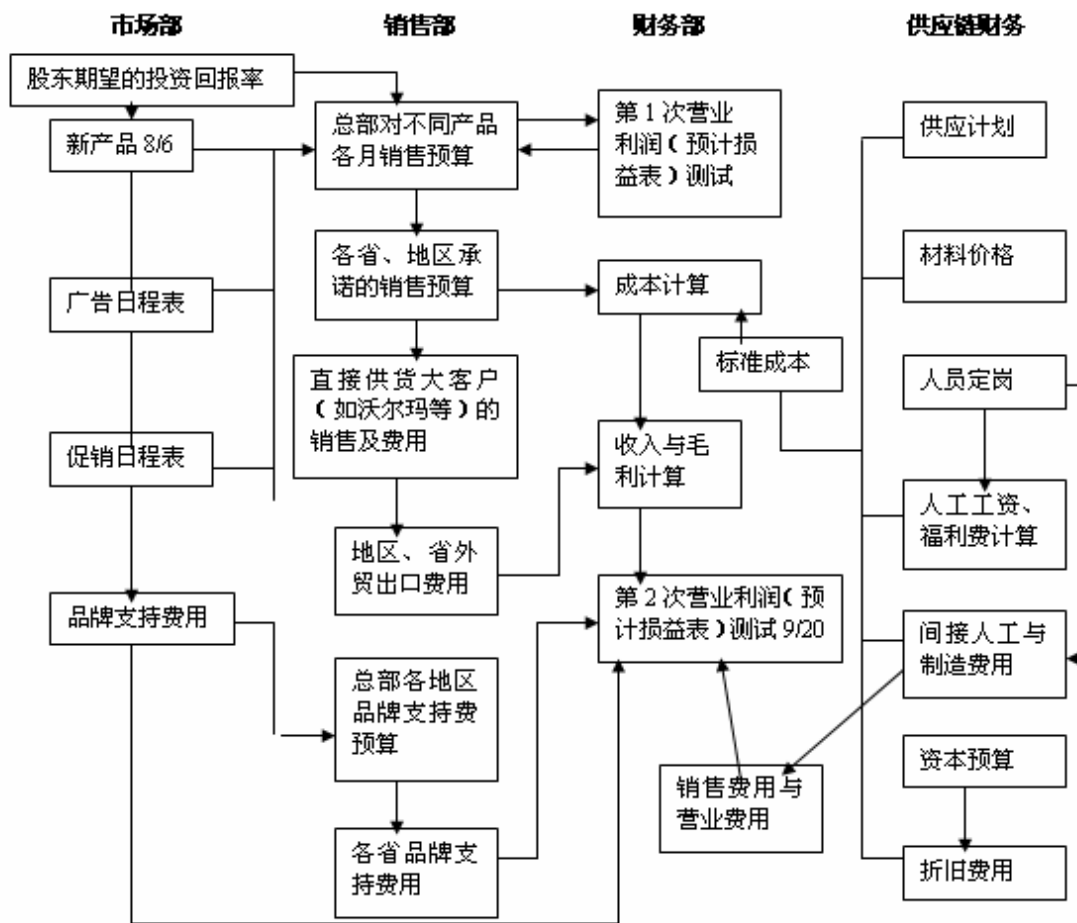 市场部
销售部
财务部
供应链财务
股东期望的投资回报率
新产品 8/6
广告日程表
促销日程表
品牌支持费用
总部对不同产品
各月销售预算
各省、地区承
诺的销售预算
直接供货大客户
（如沃尔玛等）的
销售及费用
地区、省外
贸出口费用
总部各地区
品牌支持费
预算
各省品牌支
持费用
第 1 次营业
利润（预计损
益表）测试
成本计算
标准成本
收入与毛
利计算
第 2 次营业利润（预
计损益表）测试 9/20
销售费用与
营业费用
供应计划
材料价格
人员定岗
人工工资、
福利费计算
间接人工与
制造费用
资本预算
折旧费用